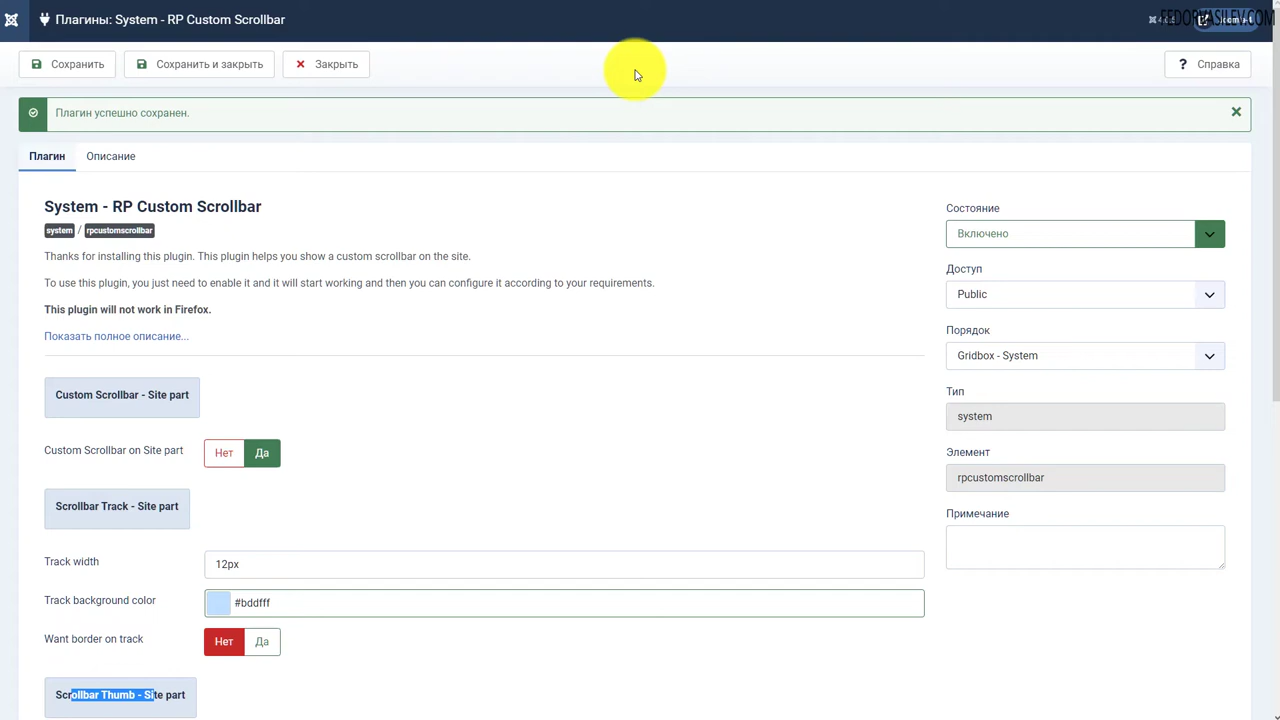 Плагины: System - RP Custom Scrollbar
FEDORVASILEV.COM
Сохранить
Сохранить и закрыть
Закрыть
? Справка
Плагин успешно сохранен.
Плагин
Описание
System - RP Custom Scrollbar
system / rpcustomscrollbar
Thanks for installing this plugin. This plugin helps you show a custom scrollbar on the site.
To use this plugin, you just need to enable it and it will start working and then you can configure it according to your requirements.
This plugin will not work in Firefox.
Показать полное описание...
Custom Scrollbar - Site part
Custom Scrollbar on Site part
Нет
Да
Scrollbar Track - Site part
Track width
12px
Track background color
#bddfff
Want border on track
Нет
Да
Scrollbar Thumb - Site part
Состояние
Включено
Доступ
Public
Порядок
Gridbox - System
Тип
system
Элемент
rpcustomscrollbar
Примечание